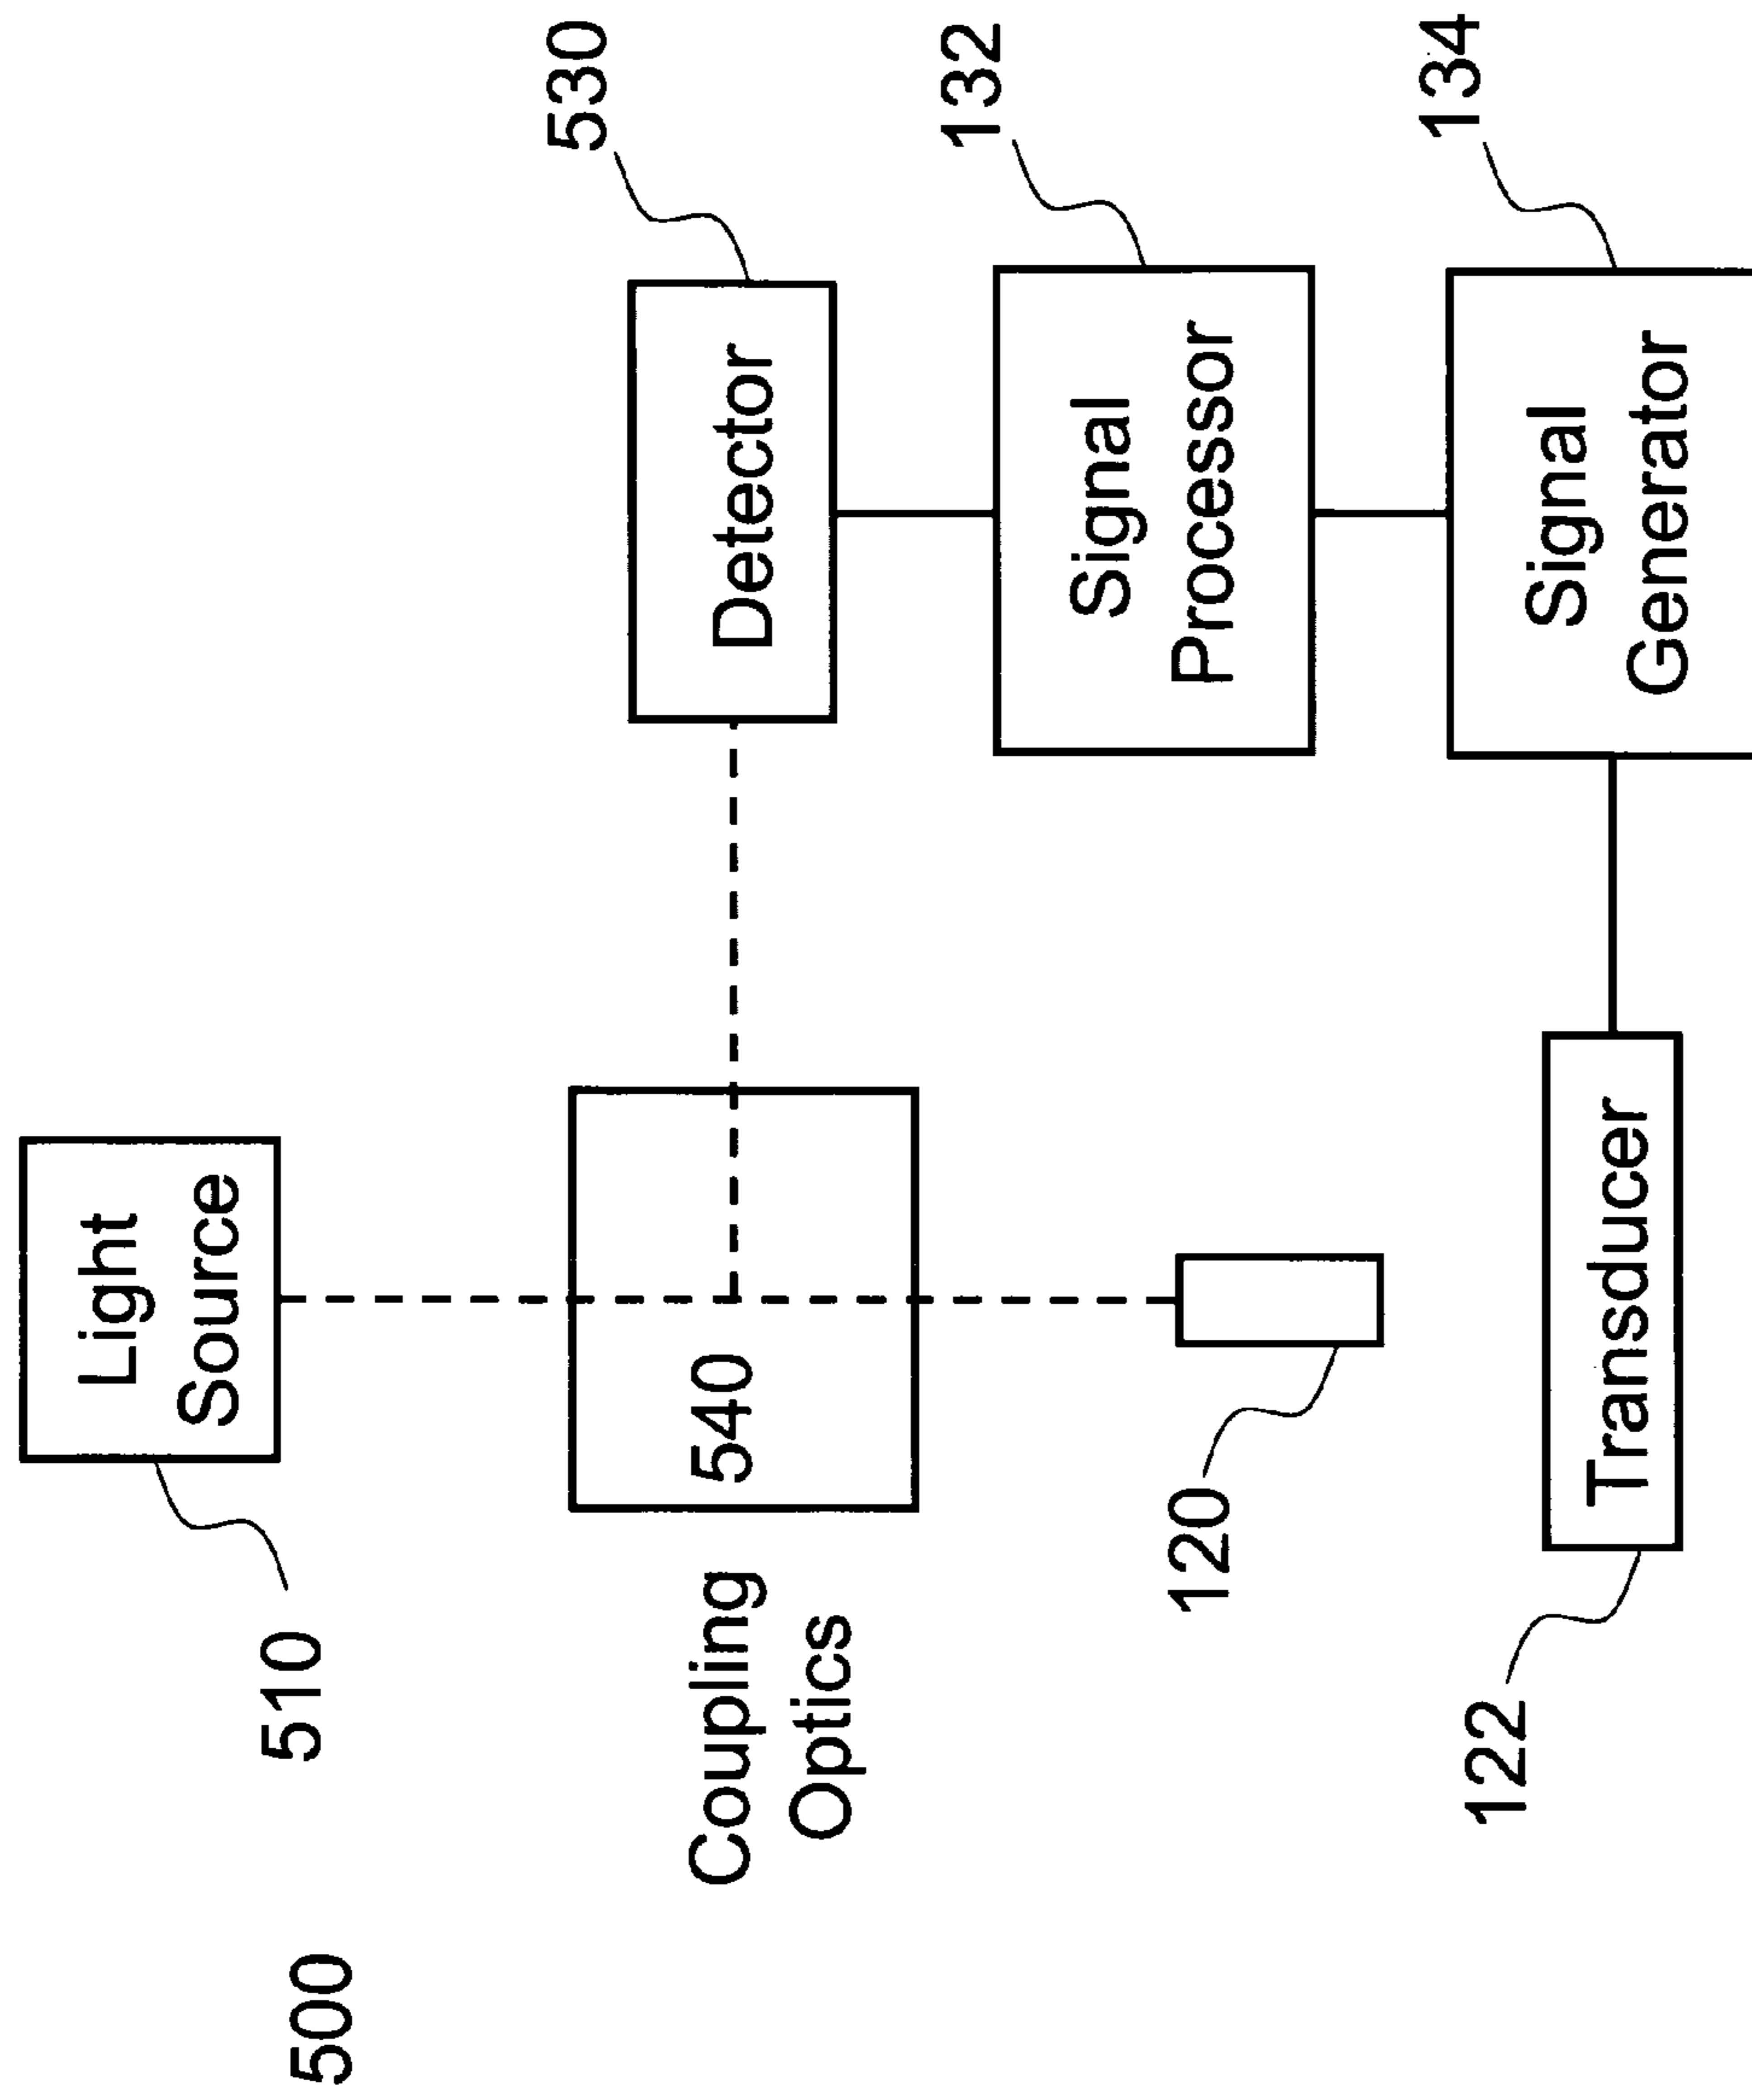 500
510
Light
Source
Coupling
Optics
540
530
Detector
120
132
Signal
Processor
122
Transducer
134
Signal
Generator